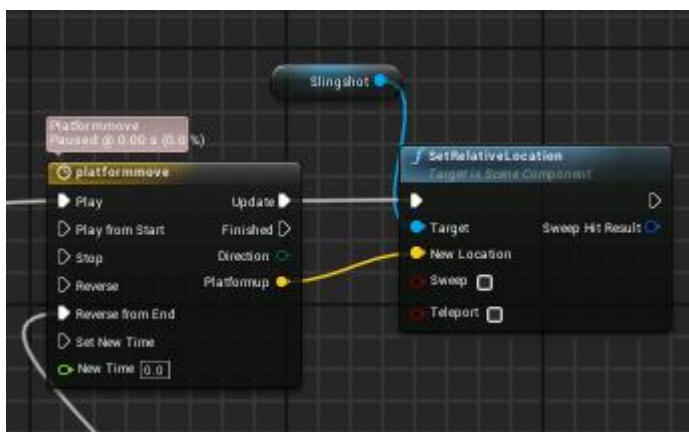 Slingshot
Platformmove
Paused @ 0.00 s (0.0 %)
platformmove
Play
Update
Play from Start
Finished
Stop
Direction
Reverse
Platformup
Reverse from End
Set New Time
New Time 0.0
f SetRelativeLocation
Target is Scene Component
Target
Sweep Hit Result
New Location
Sweep
Teleport